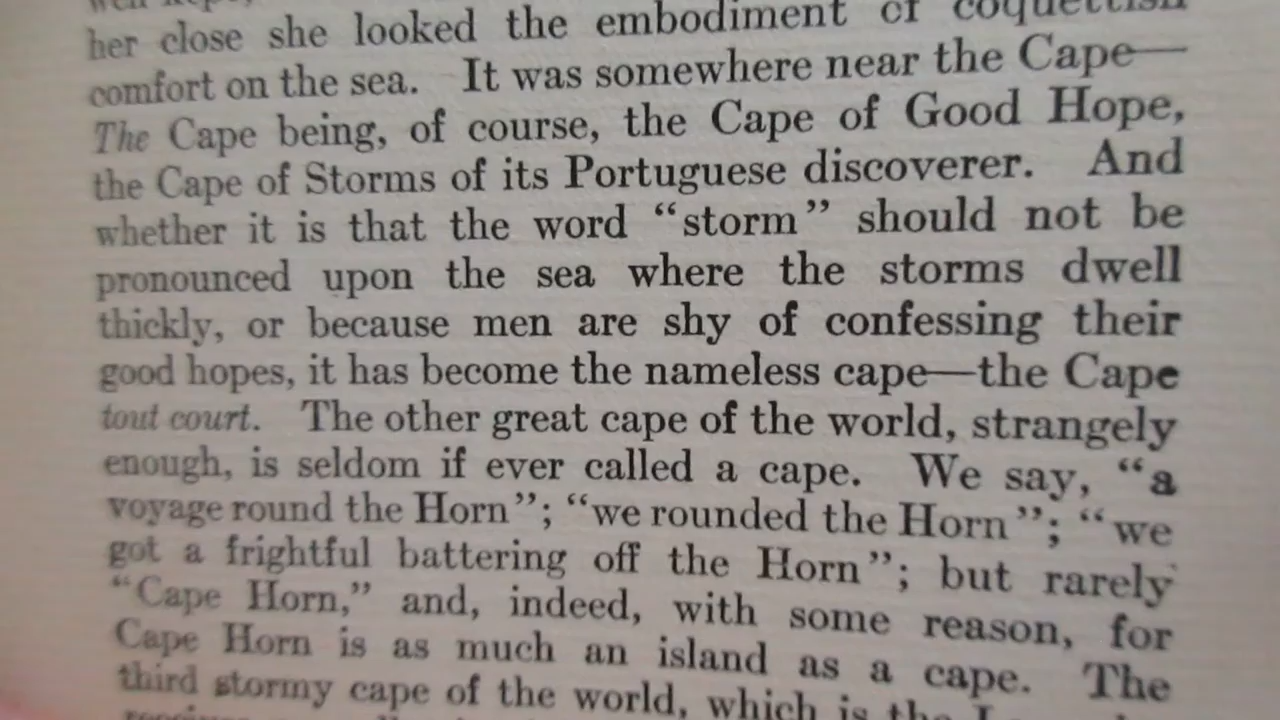 her close she looked the embodiment of coquettish
comfort on the sea. It was somewhere near the Cape—
The Cape being, of course, the Cape of Good Hope,
the Cape of Storms of its Portuguese discoverer. And
whether it is that the word “storm” should not be
pronounced upon the sea where the storms dwell
thickly, or because men are shy of confessing their
good hopes, it has become the nameless cape—the Cape
tout court. The other great cape of the world, strangely
enough, is seldom if ever called a cape. We say, “a
voyage round the Horn”; “we rounded the Horn”; “we
got a frightful battering off the Horn”; but rarely
“Cape Horn,” and, indeed, with some reason, for
Cape Horn is as much an island as a cape. The
third stormy cape of the world, which is the